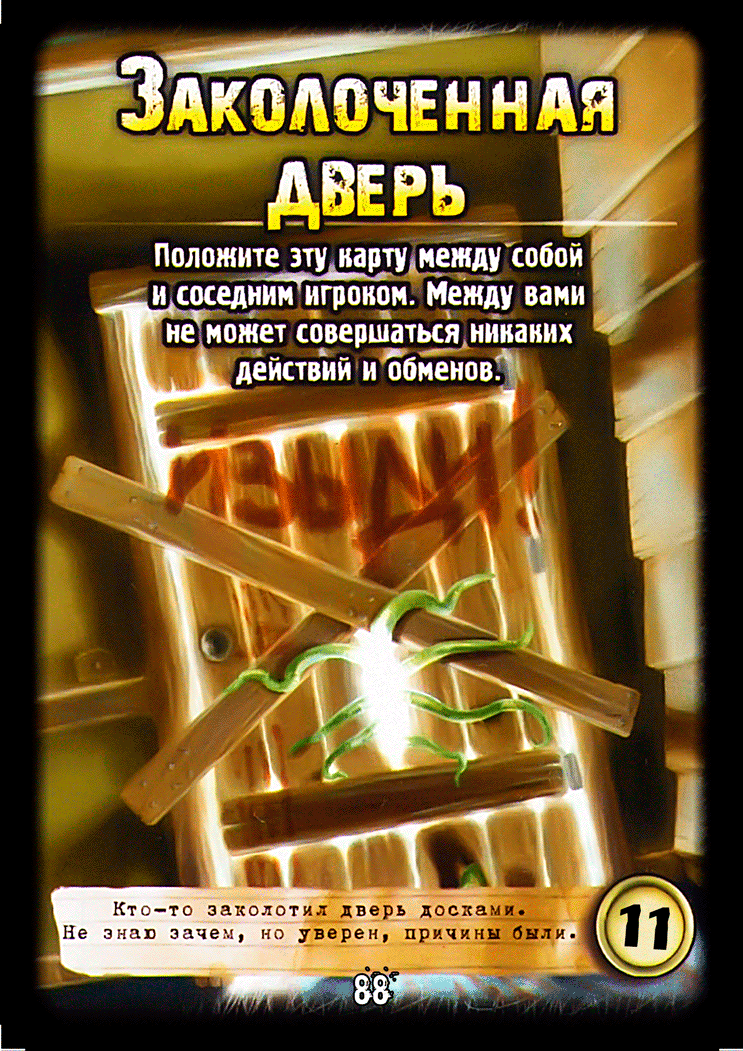 Заколоченная
дверь
Положите эту карту между собой
и соседним игроком. Между вами
не может совершаться никаких
действий и обменов.
Кто-то заколотил дверь досками.
Не знаю зачем, но уверен, причины были.
11
88